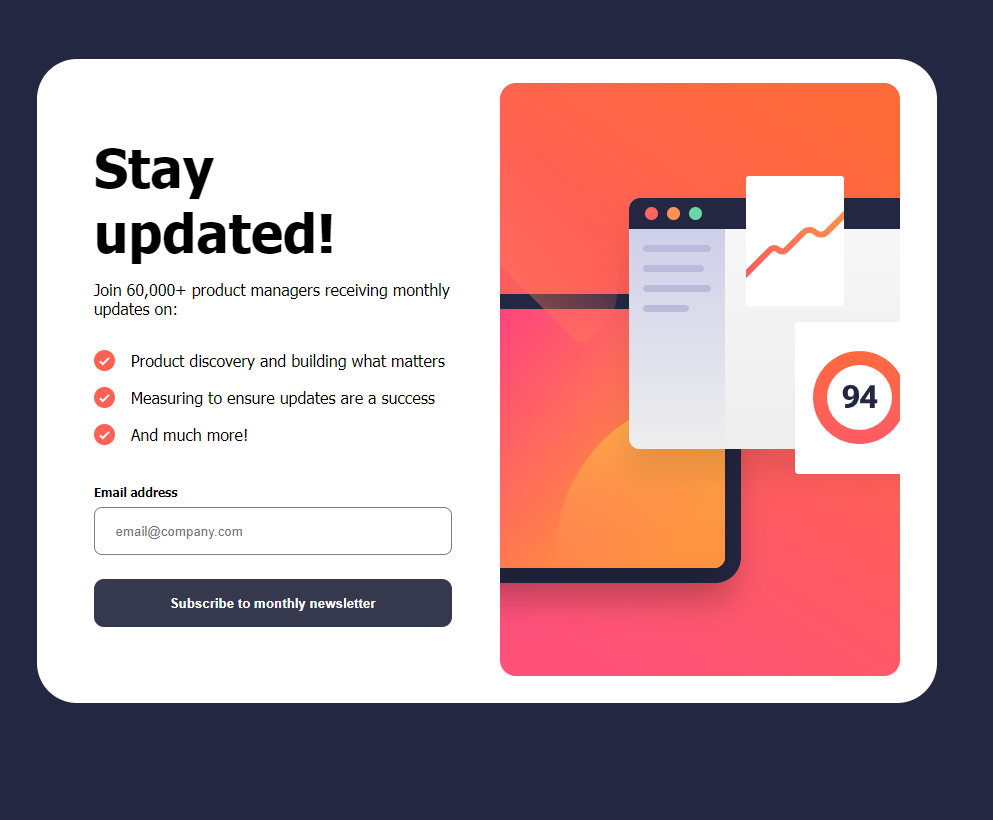 Stay
updated!
Join 60,000+ product managers receiving monthly
updates on:
Product discovery and building what matters
Measuring to ensure updates are a success
And much more!
Email address
email@company.com
Subscribe to monthly newsletter
94